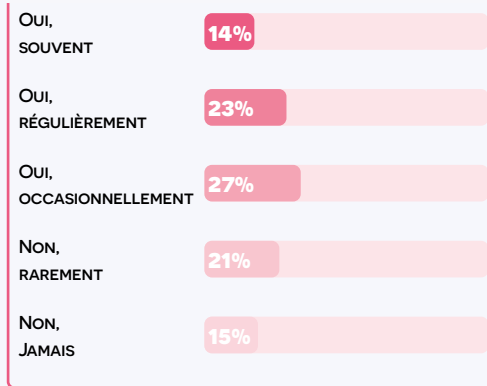 Oui,
souvent
14%
Oui,
régulièrement
23%
Oui,
occasionnellement
27%
Non,
rarement
21%
Non,
Jamais
15%